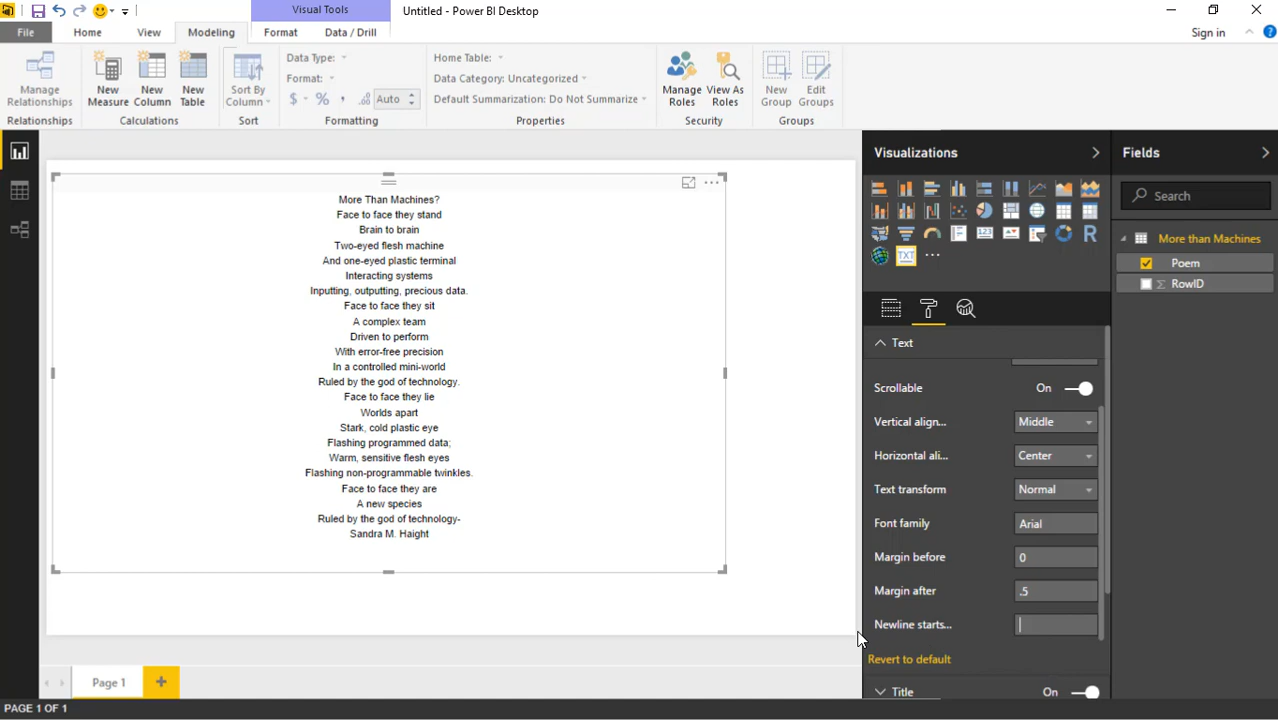 Visual Tools
Untitled - Power BI Desktop
File
Home
View
Modeling
Format
Data / Drill
Sign in
Manage
Relationships
Relationships
New
Measure
New
Column
New
Table
Calculations
Sort By
Column
Sort
Data Type:
Format:
$ % , .00 Auto
Formatting
Home Table:
Data Category: Uncategorized
Default Summarization: Do Not Summarize
Properties
Manage
Roles
View As
Roles
Security
New
Group
Edit
Groups
Groups
More Than Machines?
Face to face they stand
Brain to brain
Two-eyed flesh machine
And one-eyed plastic terminal
Interacting systems
Inputting, outputting, precious data.
Face to face they sit
A complex team
Driven to perform
With error-free precision
In a controlled mini-world
Ruled by the god of technology.
Face to face they lie
Worlds apart
Stark, cold plastic eye
Flashing programmed data;
Warm, sensitive flesh eyes
Flashing non-programmable twinkles.
Face to face they are
A new species
Ruled by the god of technology-
Sandra M. Haight
Visualizations
123
R
TXT
Text
Scrollable On
Vertical align... Middle
Horizontal ali... Center
Text transform Normal
Font family Arial
Margin before 0
Margin after .5
Newline starts...
Revert to default
Title On
Fields
Search
More than Machines
Poem
Σ RowID
Page 1
PAGE 1 OF 1